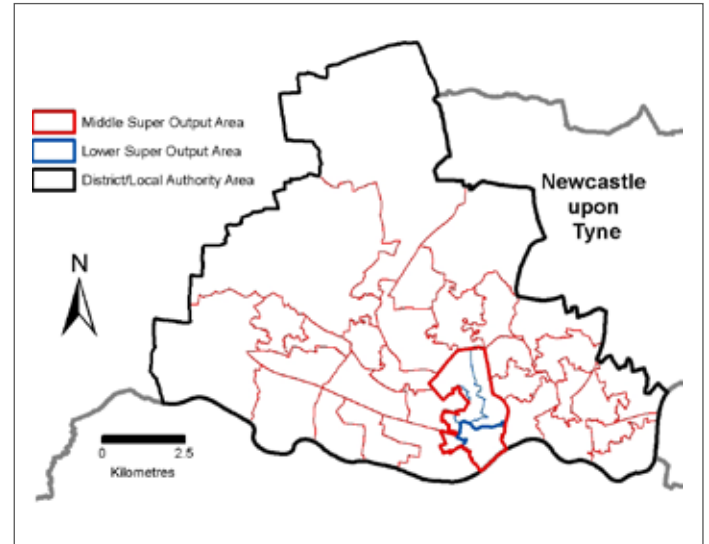 Middle Super Output Area
Lower Super Output Area
District/Local Authority Area
Newcastle
upon
Tyne
N
0 2.5
Kilometres